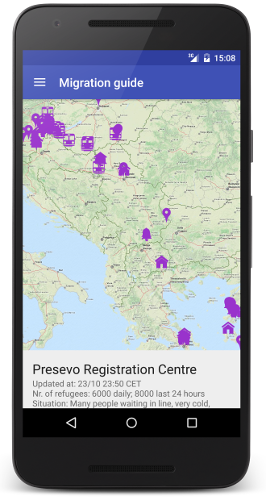 3G 15:08
Migration guide
Presevo Registration Centre
Updated at: 23/10 23:50 CET
Nr. of refugees: 6000 daily; 8000 last 24 hours
Situation: Many people waiting in line, very cold,